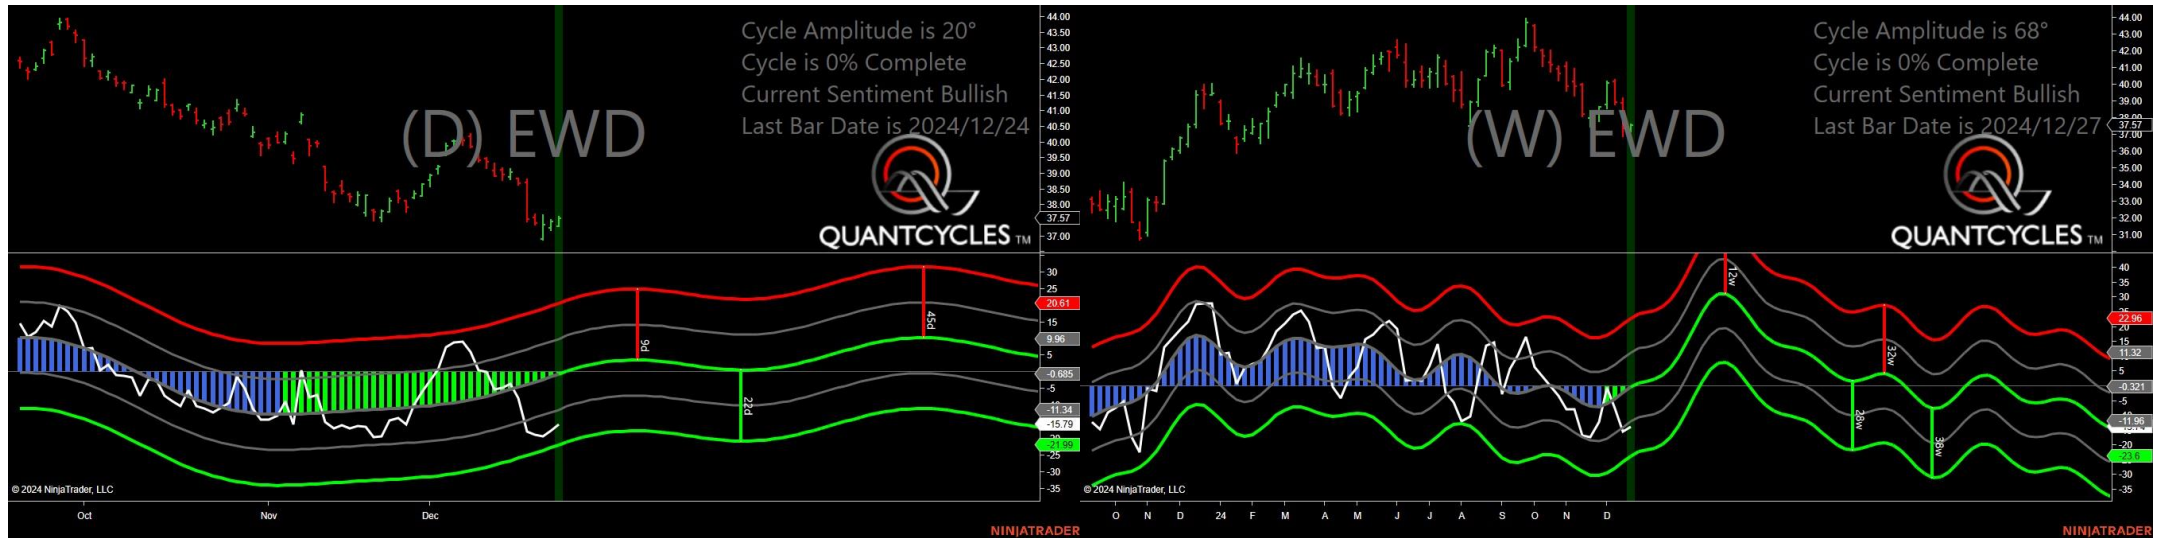 Cycle Amplitude is 20°
Cycle is 0% Complete
Current Sentiment Bullish
Last Bar Date is 2024/12/24
(D) EWD
QUANTCYCLES TM
44.00
43.50
43.00
42.50
42.00
41.50
41.00
40.50
40.00
39.50
39.00
38.50
38.00
37.57
37.00
30
25
20.61
15
9.96
5
-0.685
-5
-11.34
-15.79
-21.99
-25
-30
-35
9d
22d
45d
© 2024 NinjaTrader, LLC
Oct
Nov
Dec
NINJATRADER
Cycle Amplitude is 68°
Cycle is 0% Complete
Current Sentiment Bullish
Last Bar Date is 2024/12/27
(W) EWD
QUANTCYCLES TM
44.00
43.00
42.00
41.00
40.00
39.00
37.57
37.00
36.00
35.00
34.00
33.00
32.00
31.00
40
35
30
22.96
15
11.32
5
-0.321
-5
-11.96
-20
-23.6
-30
-35
12w
32w
28w
38w
© 2024 NinjaTrader, LLC
O N D 24 F M A M J J A S O N D
NINJATRADER